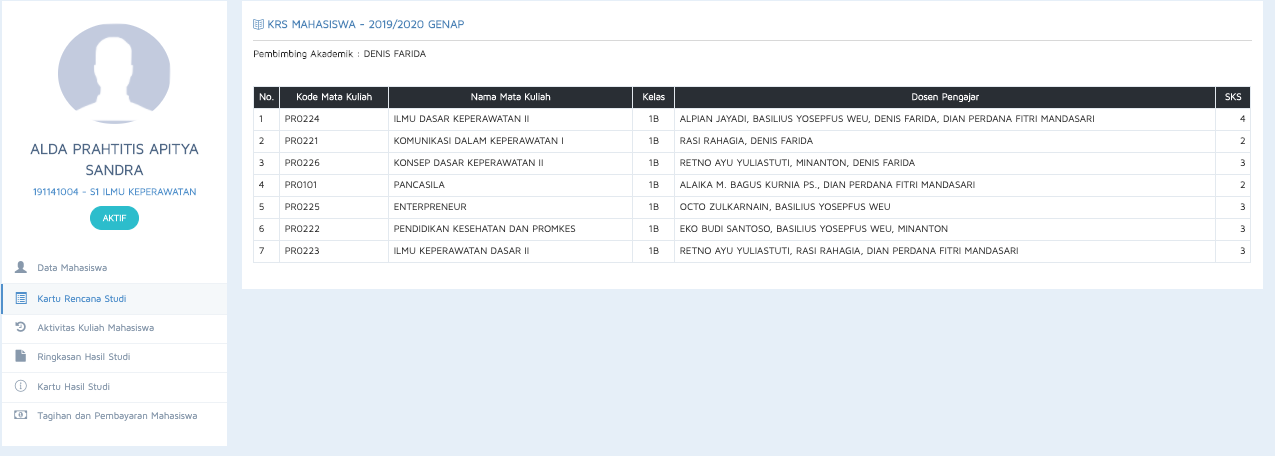 ALDA PRAHTITIS APITYA
SANDRA
191141004 - S1 ILMU KEPERAWATAN
AKTIF
Data Mahasiswa
Kartu Rencana Studi
Aktivitas Kuliah Mahasiswa
Ringkasan Hasil Studi
Kartu Hasil Studi
Tagihan dan Pembayaran Mahasiswa
KRS MAHASISWA - 2019/2020 GENAP
Pembimbing Akademik : DENIS FARIDA
No. Kode Mata Kuliah Nama Mata Kuliah Kelas Dosen Pengajar SKS
1 PRO224 ILMU DASAR KEPERAWATAN II 1B ALPIAN JAYADI, BASILIUS YOSEPFUS WEU, DENIS FARIDA, DIAN PERDANA FITRI MANDASARI 4
2 PRO221 KOMUNIKASI DALAM KEPERAWATAN I 1B RASI RAHAGIA, DENIS FARIDA 2
3 PRO226 KONSEP DASAR KEPERAWATAN II 1B RETNO AYU YULIASTUTI, MINANTON, DENIS FARIDA 3
4 PRO101 PANCASILA 1B ALAIKA M. BAGUS KURNIA PS., DIAN PERDANA FITRI MANDASARI 2
5 PRO225 ENTERPRENEUR 1B OCTO ZULKARNAIN, BASILIUS YOSEPFUS WEU 3
6 PRO222 PENDIDIKAN KESEHATAN DAN PROMKES 1B EKO BUDI SANTOSO, BASILIUS YOSEPFUS WEU, MINANTON 3
7 PRO223 ILMU KEPERAWATAN DASAR II 1B RETNO AYU YULIASTUTI, RASI RAHAGIA, DIAN PERDANA FITRI MANDASARI 3